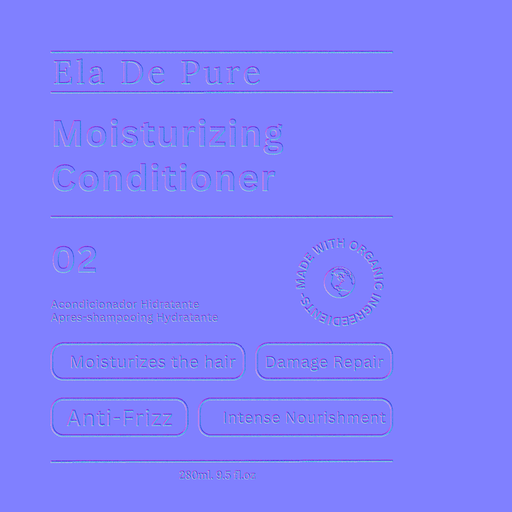 Ela De Pure
Moisturizing
Conditioner
02
MADE WITH ORGANIC INGREDIENTS-
Acondicionador Hidratante
Après-shampooing Hydratante
Moisturizes the hair
Damage Repair
Anti-Frizz
Intense Nourishment
280ml 9.5 fl.oz